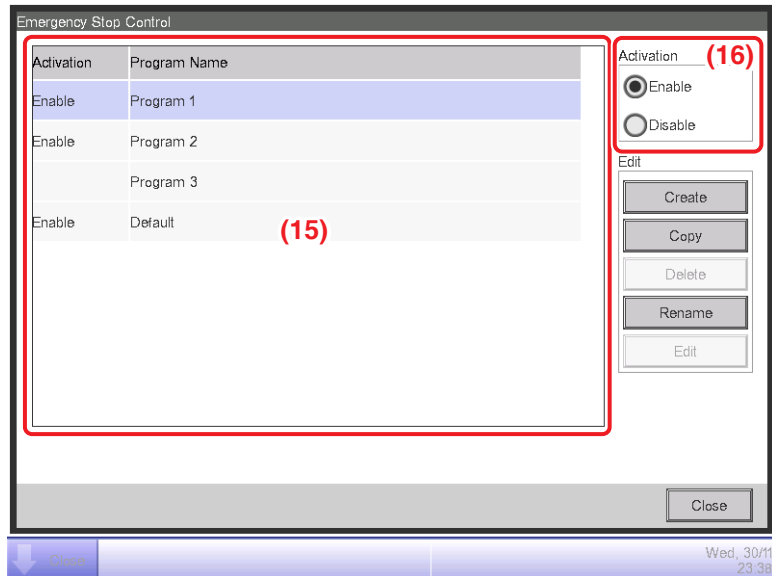 Emergency Stop Control
Activation Program Name
Enable Program 1
Enable Program 2
Program 3
Enable Default
(15)
Activation (16)
Enable
Disable
Edit
Create
Copy
Delete
Rename
Edit
Close
Wed, 30/11
23:38